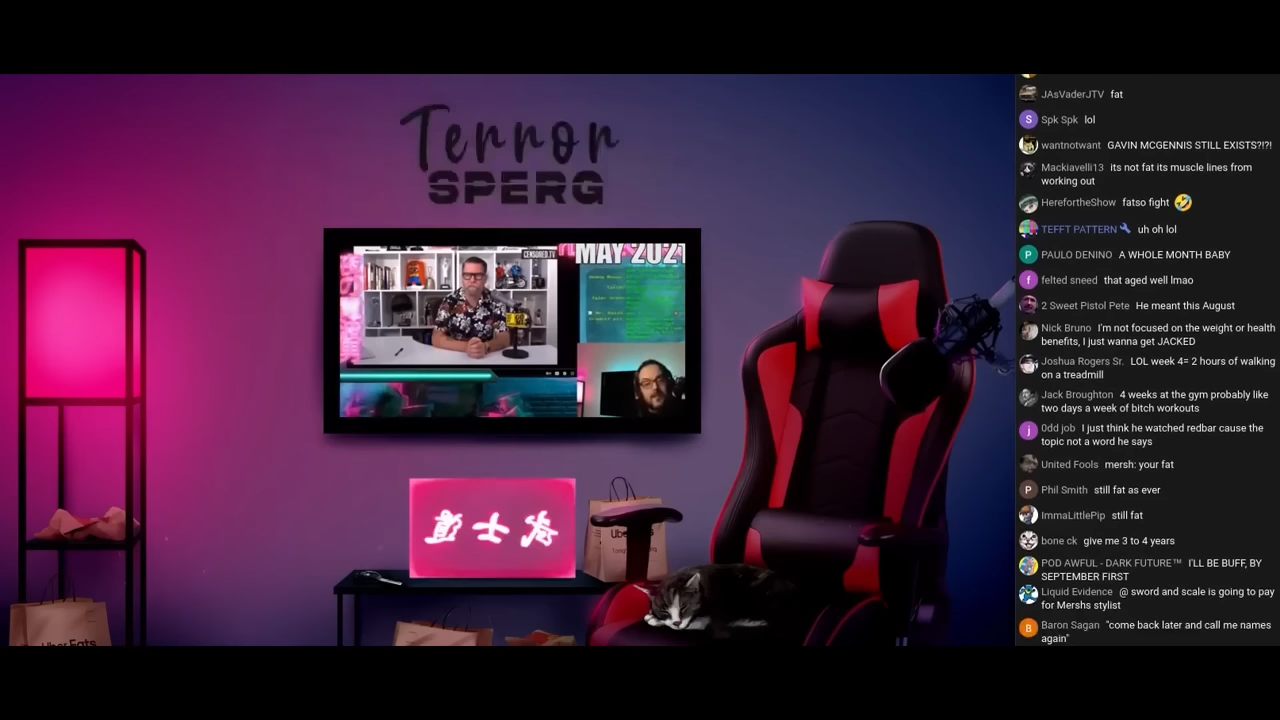 Terror
SPERG
CENSORED.TV
MAY 2021
Uber
Uber Eats
JAsVaderJTV fat
S Spk Spk lol
wantnotwant GAVIN MCGENNIS STILL EXISTS?!?!
Mackiavelli13 its not fat its muscle lines from
working out
HerefortheShow fatso fight 🤣
TEFFT PATTERN 🔧 uh oh lol
P PAULO DENINO A WHOLE MONTH BABY
f felted sneed that aged well lmao
2 Sweet Pistol Pete He meant this August
Nick Bruno I'm not focused on the weight or health
benefits, I just wanna get JACKED
Joshua Rogers Sr. LOL week 4= 2 hours of walking
on a treadmill
Jack Broughton 4 weeks at the gym probably like
two days a week of bitch workouts
j 0dd job I just think he watched redbar cause the
topic not a word he says
United Fools mersh: your fat
P Phil Smith still fat as ever
ImmaLittlePip still fat
bone ck give me 3 to 4 years
POD AWFUL - DARK FUTURE™ I'LL BE BUFF, BY
SEPTEMBER FIRST
Liquid Evidence @ sword and scale is going to pay
for Mershs stylist
B Baron Sagan "come back later and call me names
again"